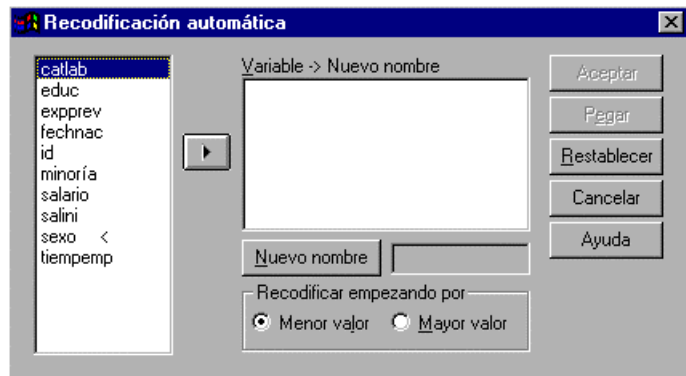 Recodificación automática
catlab
educ
expprev
fechnac
id
minoría
salario
salini
sexo <
tiempemp
Variable -> Nuevo nombre
Nuevo nombre
Recodificar empezando por
Menor valor
Mayor valor
Aceptar
Pegar
Restablecer
Cancelar
Ayuda